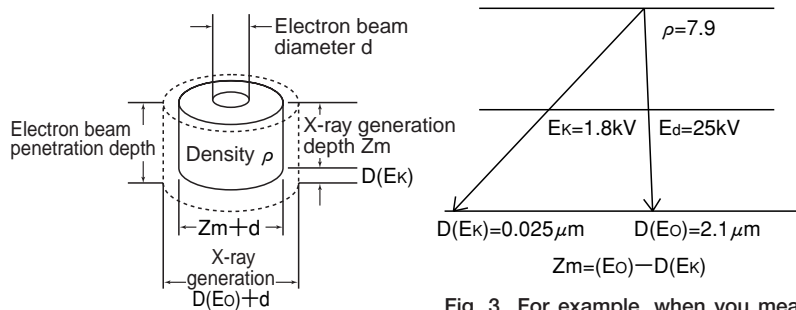 Electron beam
diameter d
Electron beam
penetration depth
X-ray generation
depth Zm
Density ρ
D(EK)
Zm+d
X-ray
generation
D(EO)+d
ρ=7.9
EK=1.8kV
Ed=25kV
D(EK)=0.025μm
D(EO)=2.1μm
Zm=(EO)−D(EK)
Fig. 3 For example, when you mea